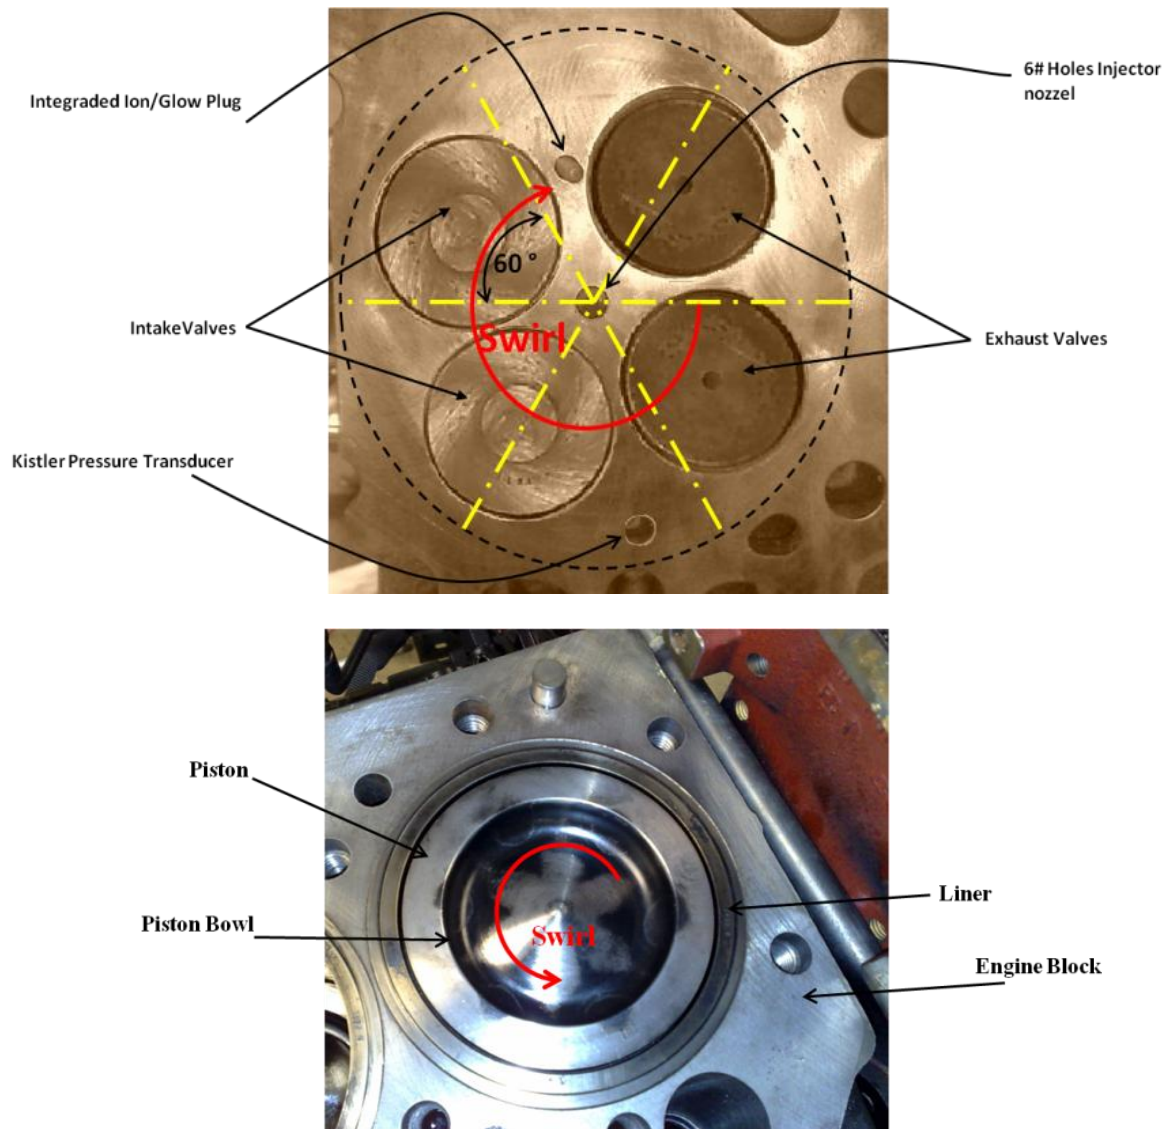 6# Holes Injector
nozzel
Integraded Ion/Glow Plug
60 °
IntakeValves
Swirl
Exhaust Valves
Kistler Pressure Transducer
Piston
Liner
Piston Bowl
Swirl
Engine Block